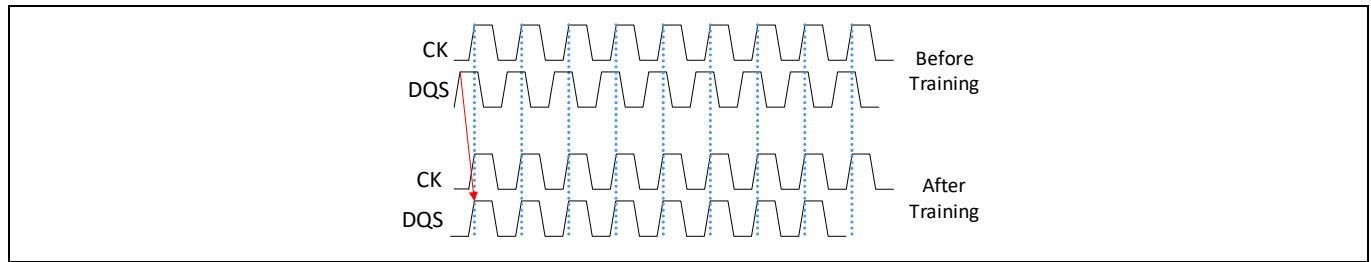 CK
Before
Training
DQS
CK
After
Training
DQS